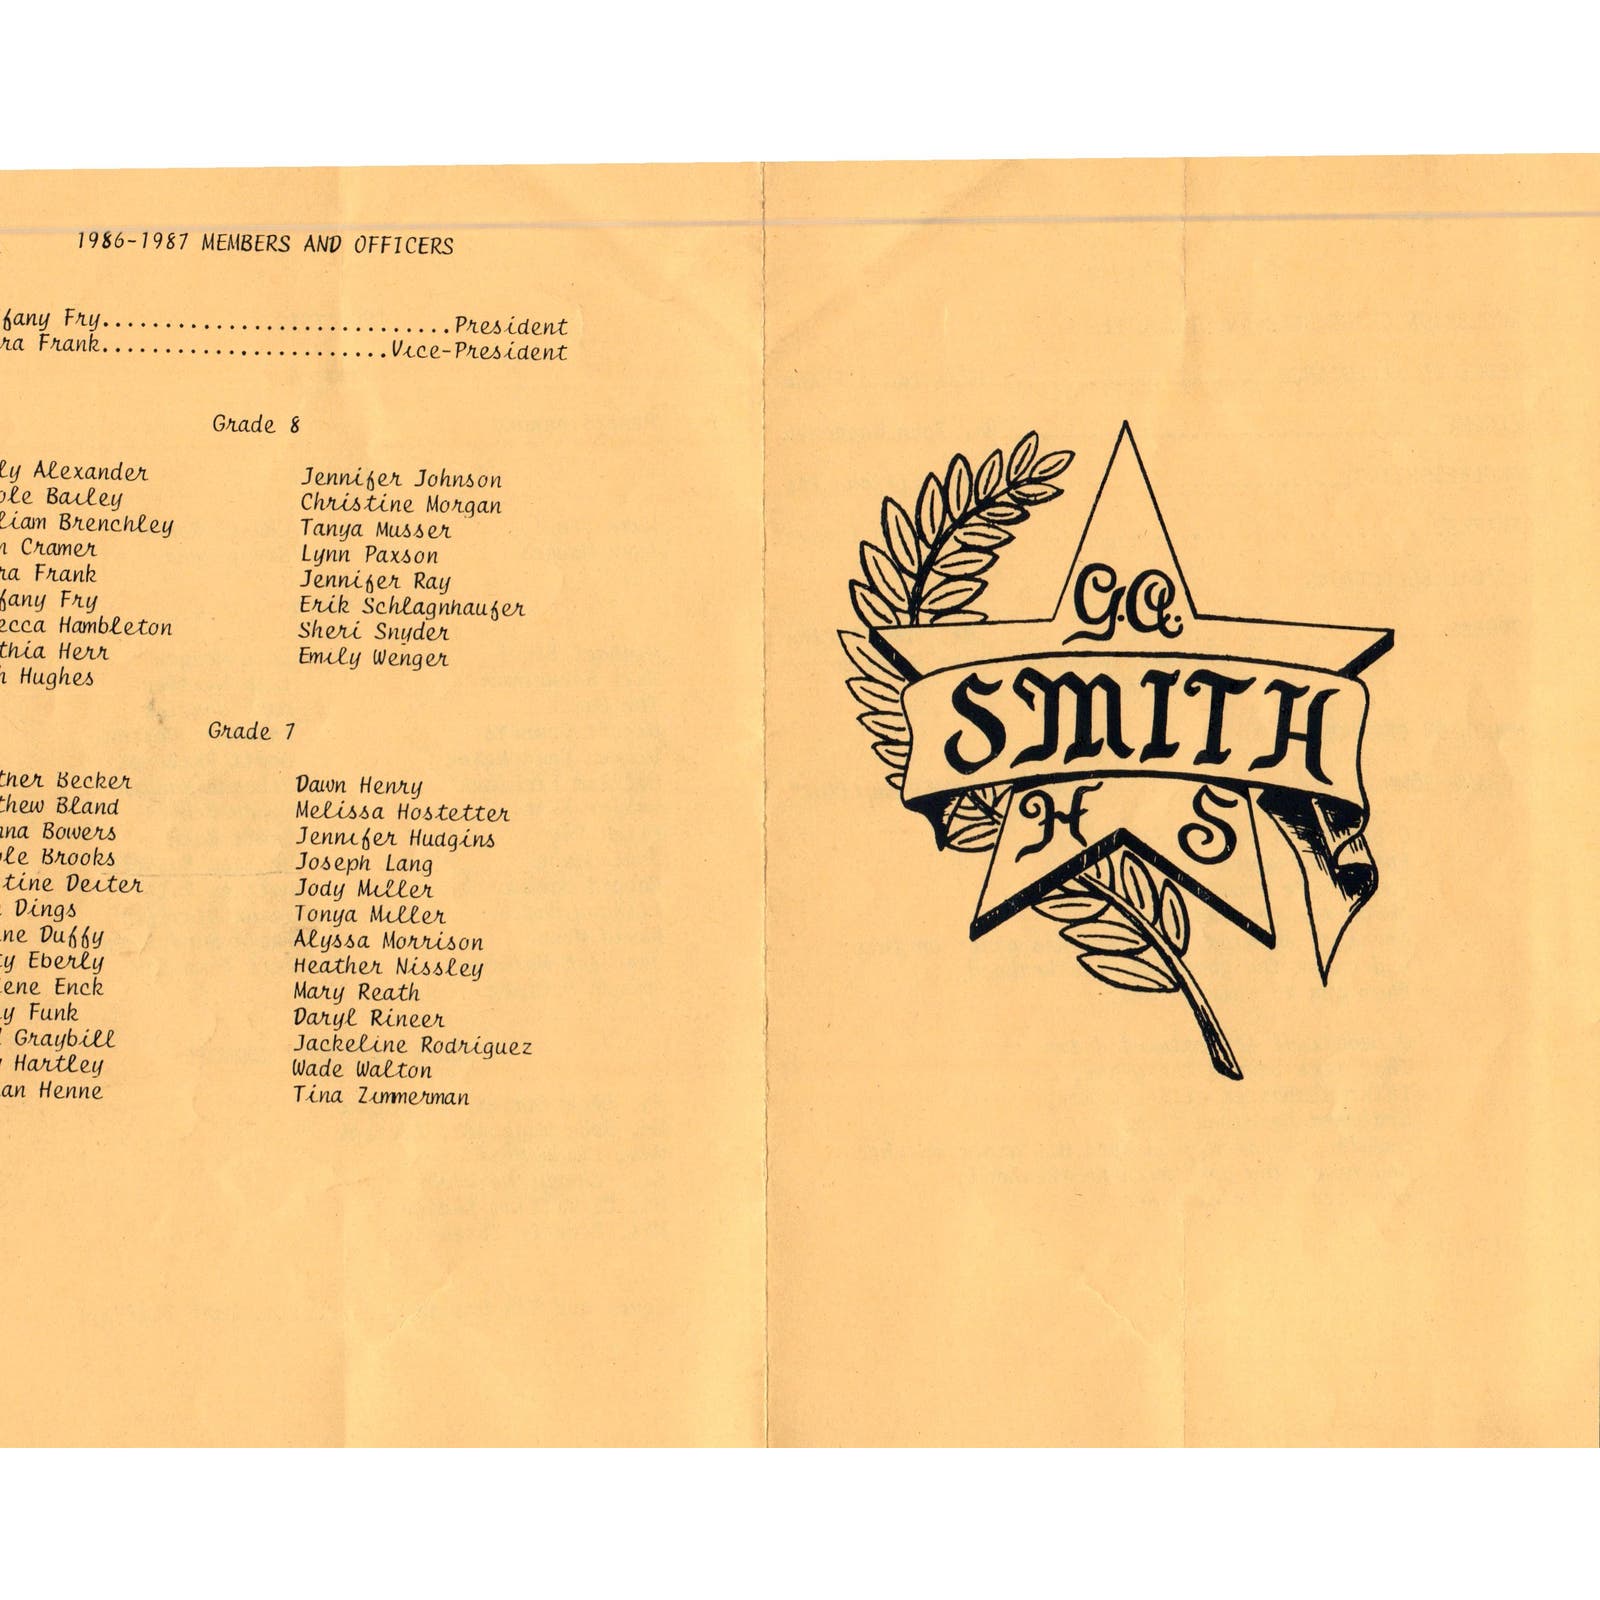 1986-1987 MEMBERS AND OFFICERS
fany Fry............................President
ra Frank.......................Vice-President
Grade 8
ly Alexander
ole Bailey
liam Brenchley
n Cramer
ra Frank
fany Fry
ecca Hambleton
thia Herr
h Hughes
Jennifer Johnson
Christine Morgan
Tanya Musser
Lynn Paxson
Jennifer Ray
Erik Schlagnhaufer
Sheri Snyder
Emily Wenger
Grade 7
ther Becker
thew Bland
nna Bowers
le Brooks
tine Deiter
Dings
ne Duffy
ty Eberly
ene Enck
y Funk
l Graybill
y Hartley
an Henne
Dawn Henry
Melissa Hostetter
Jennifer Hudgins
Joseph Lang
Jody Miller
Tonya Miller
Alyssa Morrison
Heather Nissley
Mary Reath
Daryl Rineer
Jackeline Rodriguez
Wade Walton
Tina Zimmerman
G.A.
SMITH
H S